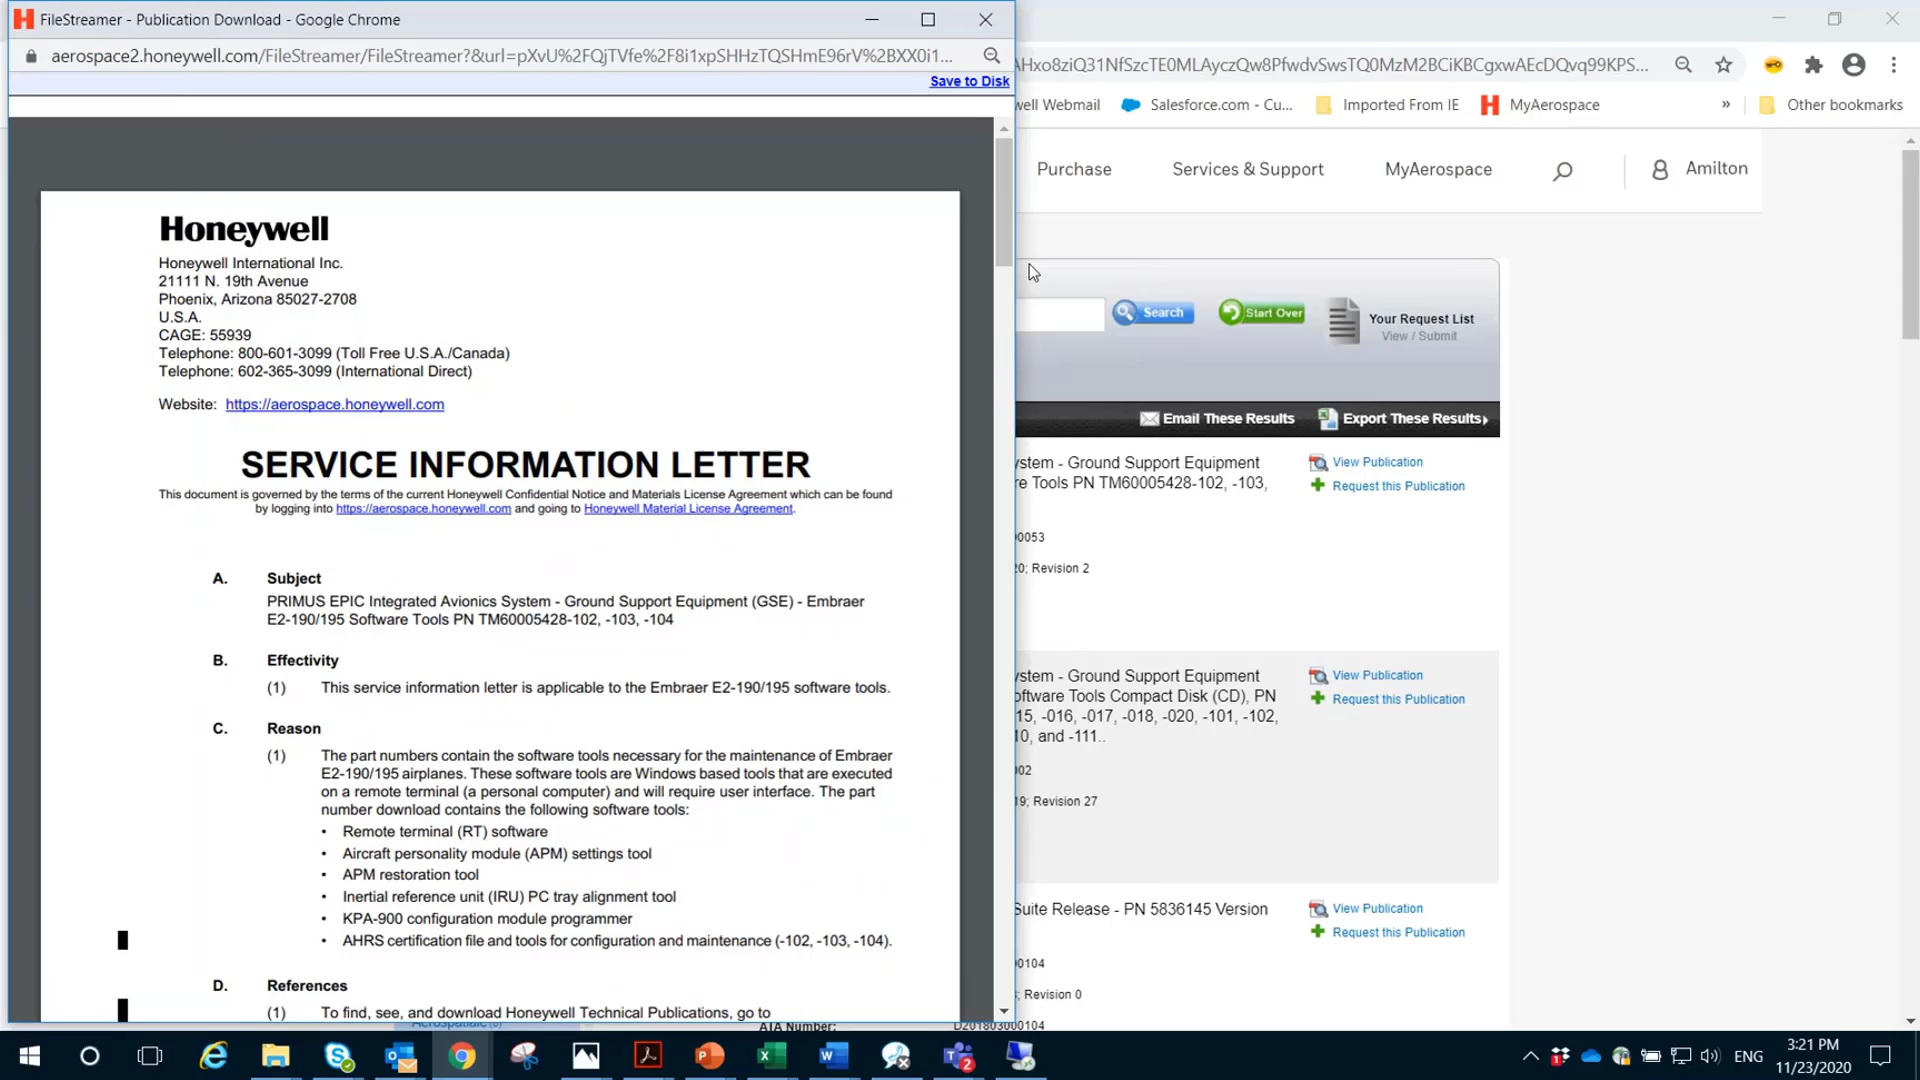 FileStreamer - Publication Download - Google Chrome
aerospace2.honeywell.com/FileStreamer/FileStreamer?&url=pXvU%2FQjTVfe%2F8i1xpSHHzTQSHmE96rV%2BXX0i1...
Save to Disk
Honeywell
Honeywell International Inc.
21111 N. 19th Avenue
Phoenix, Arizona 85027-2708
U.S.A.
CAGE: 55939
Telephone: 800-601-3099 (Toll Free U.S.A./Canada)
Telephone: 602-365-3099 (International Direct)
Website: https://aerospace.honeywell.com
SERVICE INFORMATION LETTER
This document is governed by the terms of the current Honeywell Confidential Notice and Materials License Agreement which can be found
by logging into https://aerospace.honeywell.com and going to Honeywell Material License Agreement.
A. Subject
PRIMUS EPIC Integrated Avionics System - Ground Support Equipment (GSE) - Embraer
E2-190/195 Software Tools PN TM60005428-102, -103, -104
B. Effectivity
(1) This service information letter is applicable to the Embraer E2-190/195 software tools.
C. Reason
(1) The part numbers contain the software tools necessary for the maintenance of Embraer
E2-190/195 airplanes. These software tools are Windows based tools that are executed
on a remote terminal (a personal computer) and will require user interface. The part
number download contains the following software tools:
• Remote terminal (RT) software
• Aircraft personality module (APM) settings tool
• APM restoration tool
• Inertial reference unit (IRU) PC tray alignment tool
• KPA-900 configuration module programmer
• AHRS certification file and tools for configuration and maintenance (-102, -103, -104).
D. References
(1) To find, see, and download Honeywell Technical Publications, go to
AHxo8ziQ31NfSzcTE0MLAyczQw8PfwdvSwsTQ0MzM2BCiKBCgxwAEcDQvq99KPS...
well Webmail
Salesforce.com - Cu...
Imported From IE
MyAerospace
»
Other bookmarks
Purchase
Services & Support
MyAerospace
Amilton
Search
Start Over
Your Request List
View / Submit
Email These Results
Export These Results
ystem - Ground Support Equipment
re Tools PN TM60005428-102, -103,
View Publication
Request this Publication
00053
20; Revision 2
ystem - Ground Support Equipment
oftware Tools Compact Disk (CD), PN
15, -016, -017, -018, -020, -101, -102,
10, and -111..
View Publication
Request this Publication
002
19; Revision 27
Suite Release - PN 5836145 Version
View Publication
Request this Publication
00104
; Revision 0
ATA Number:
D201803000104
ENG
3:21 PM
11/23/2020